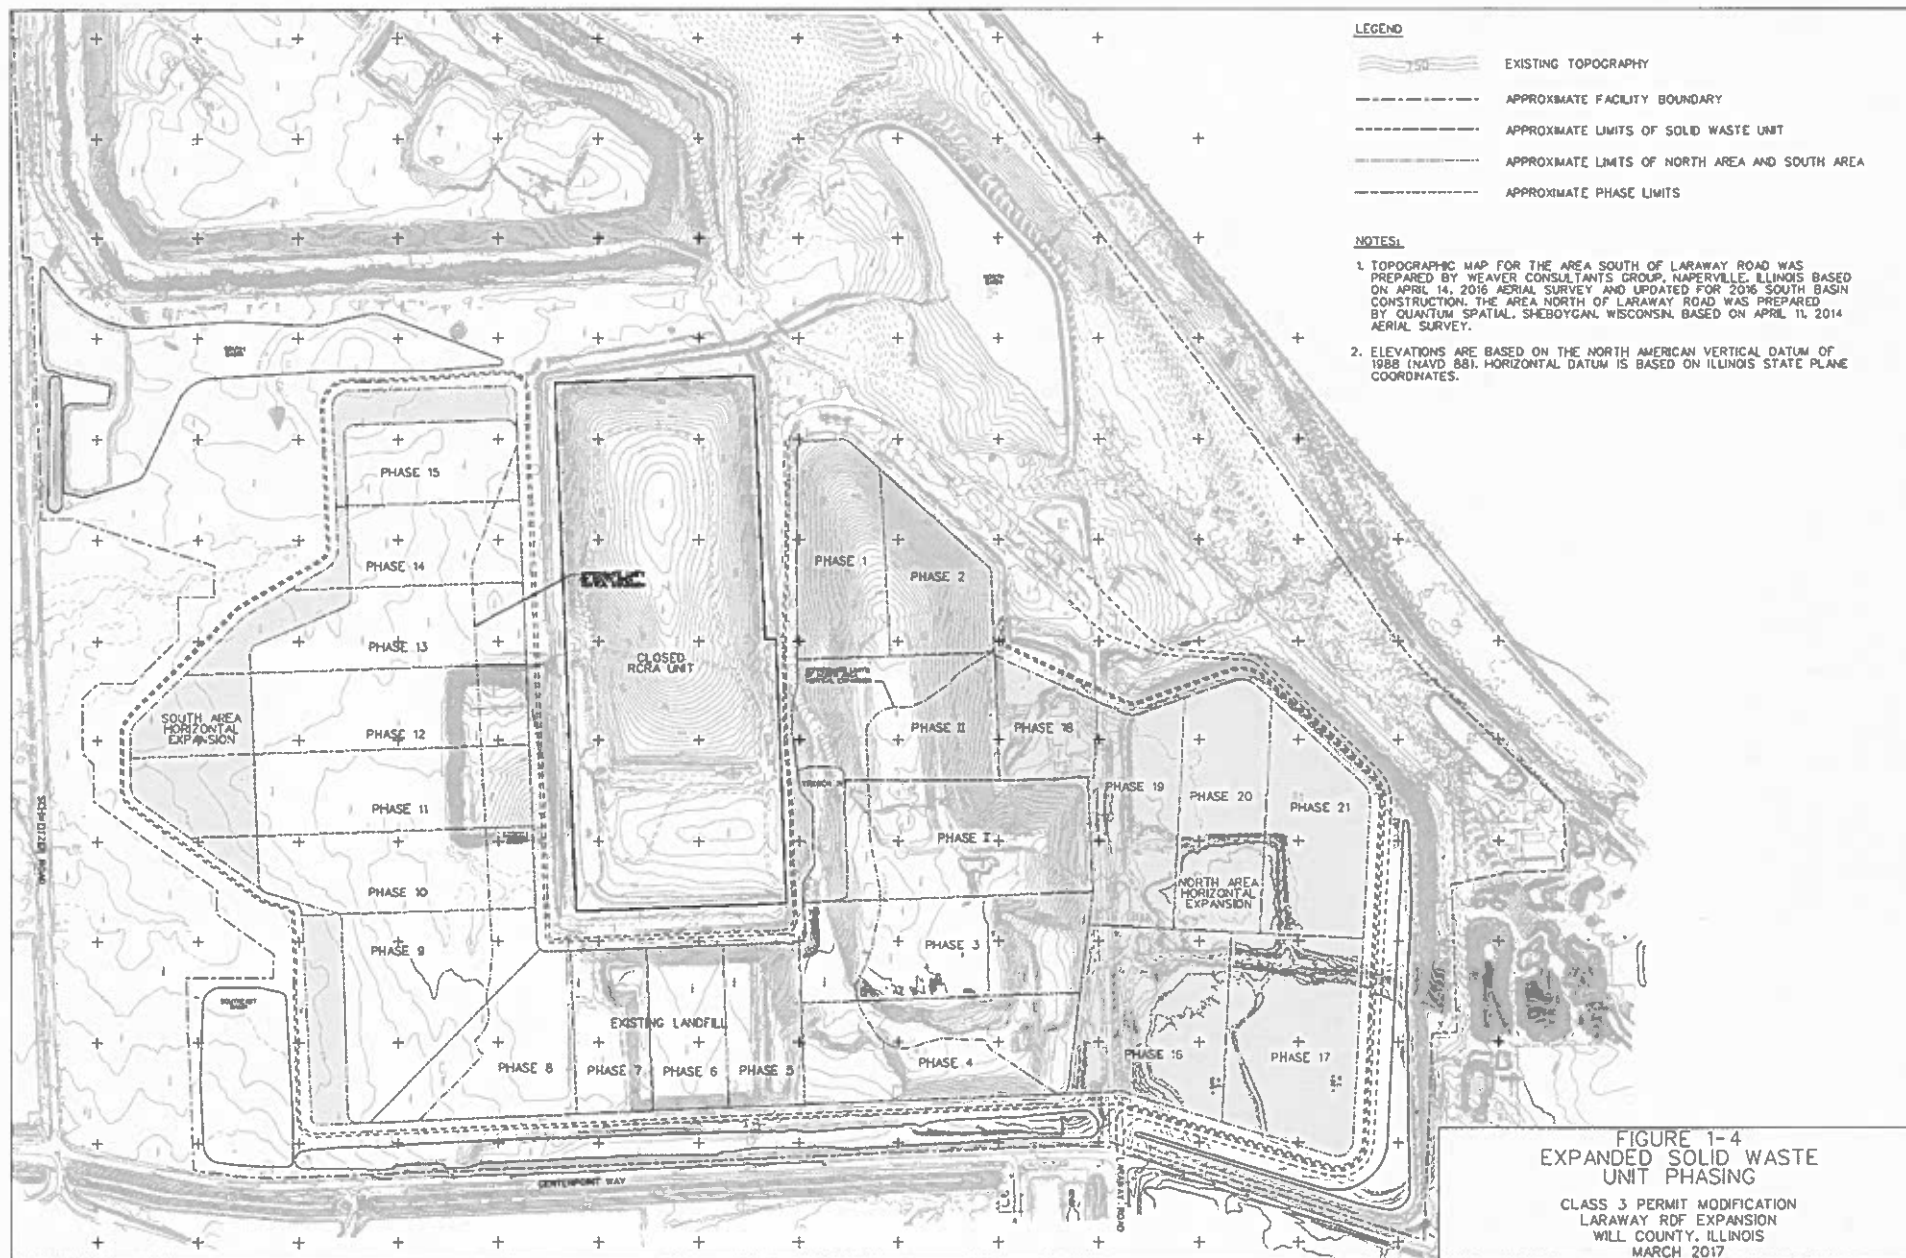 LEGEND
750
EXISTING TOPOGRAPHY
APPROXIMATE FACILITY BOUNDARY
APPROXIMATE LIMITS OF SOLID WASTE UNIT
APPROXIMATE LIMITS OF NORTH AREA AND SOUTH AREA
APPROXIMATE PHASE LIMITS
NOTES:
1. TOPOGRAPHIC MAP FOR THE AREA SOUTH OF LARAWAY ROAD WAS
PREPARED BY WEAVER CONSULTANTS GROUP, NAPERVILLE, ILLINOIS BASED
ON APRIL 14, 2016 AERIAL SURVEY AND UPDATED FOR 2016 SOUTH BASIN
CONSTRUCTION. THE AREA NORTH OF LARAWAY ROAD WAS PREPARED
BY QUANTUM SPATIAL, SHEBOYGAN, WISCONSIN, BASED ON APRIL 11, 2014
AERIAL SURVEY.
2. ELEVATIONS ARE BASED ON THE NORTH AMERICAN VERTICAL DATUM OF
1988 (NAVD 88). HORIZONTAL DATUM IS BASED ON ILLINOIS STATE PLANE
COORDINATES.
PHASE 15
PHASE 14
PHASE 13
PHASE 12
PHASE 11
PHASE 10
PHASE 9
SOUTH AREA
HORIZONTAL
EXPANSION
CLOSED
RCRA UNIT
PHASE 1
PHASE 2
PHASE II
PHASE 18
PHASE 19
PHASE 20
PHASE 21
PHASE I
NORTH AREA
HORIZONTAL
EXPANSION
PHASE 3
EXISTING LANDFILL
PHASE 8
PHASE 7
PHASE 6
PHASE 5
PHASE 4
PHASE 16
PHASE 17
SOUTH
BASIN
CENTERPOINT WAY
LARAWAY ROAD
FIGURE 1-4
EXPANDED SOLID WASTE
UNIT PHASING
CLASS 3 PERMIT MODIFICATION
LARAWAY RDF EXPANSION
WILL COUNTY, ILLINOIS
MARCH 2017